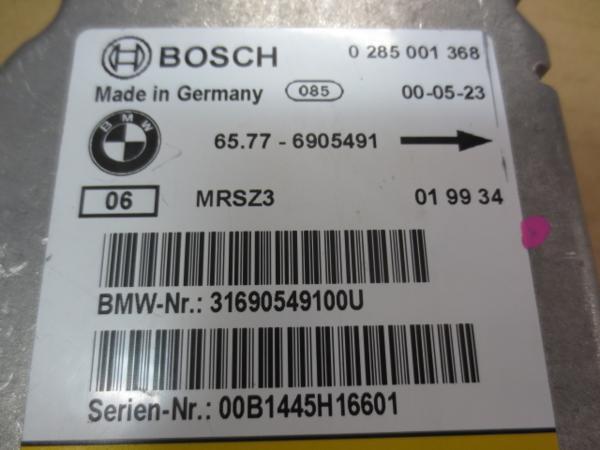 BOSCH 0 285 001 368
Made in Germany 085 00-05-23
BMW 65.77 - 6905491
06 MRSZ3 01 99 34
BMW-Nr.: 31690549100U
Serien-Nr.: 00B1445H16601